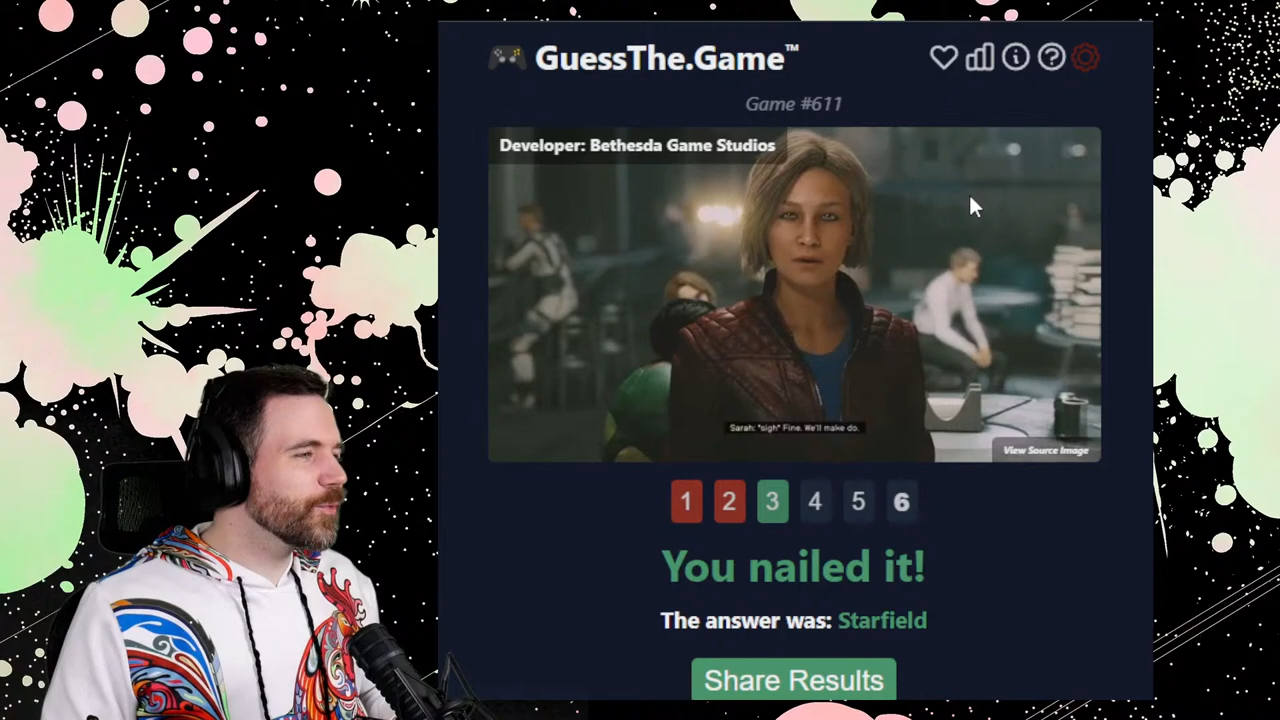 GuessThe.Game™
Game #611
Developer: Bethesda Game Studios
Sarah: *sigh* Fine. We'll make do.
View Source Image
1 2 3 4 5 6
You nailed it!
The answer was: Starfield
Share Results